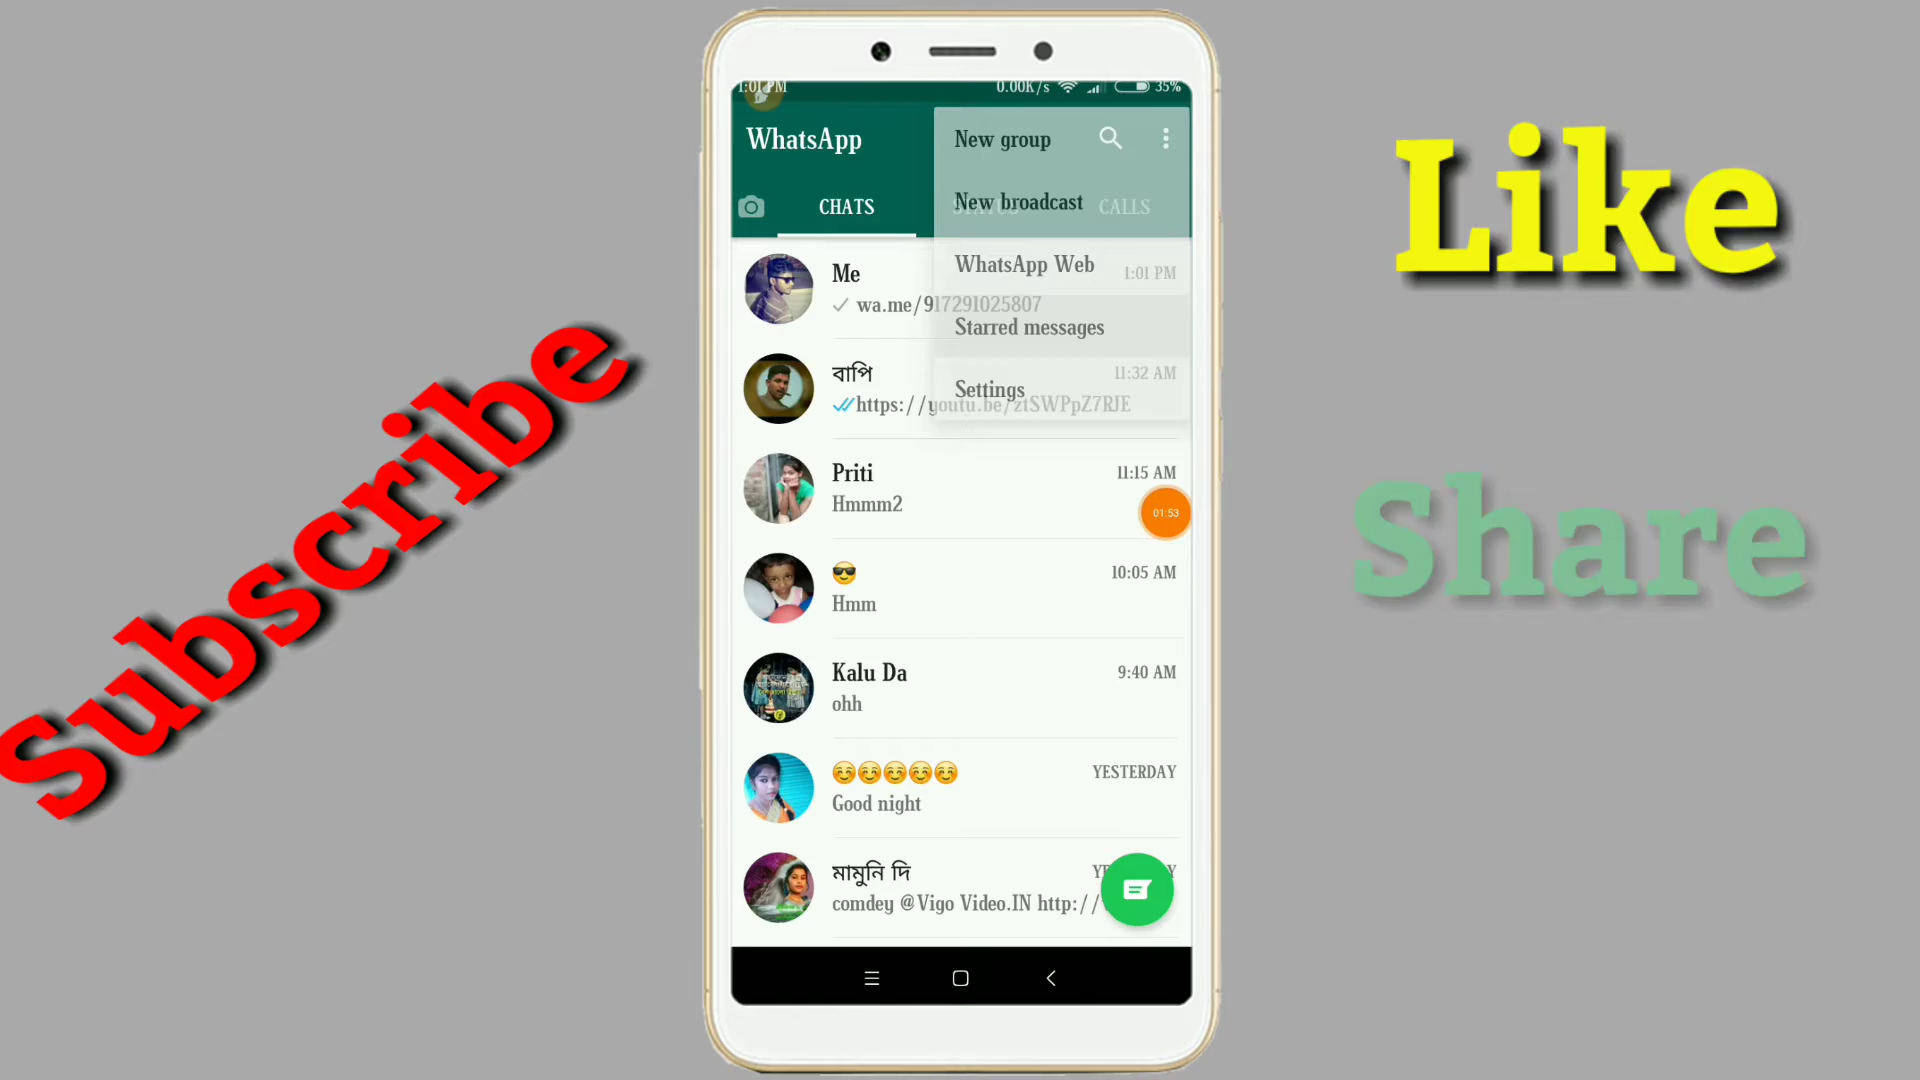 Subscribe
Like
Share
1:01 PM
0.00K/s 35%
WhatsApp
New group
New broadcast
WhatsApp Web
Starred messages
Settings
CHATS
STATUS
CALLS
Me
1:01 PM
wa.me/917291025807
বাপি
11:32 AM
https://youtu.be/ztSWPpZ7RJE
Priti
11:15 AM
Hmmm2
01:53
😎
10:05 AM
Hmm
Kalu Da
9:40 AM
ohh
☺️☺️☺️☺️☺️
YESTERDAY
Good night
মামুনি দি
comdey @Vigo Video.IN http://